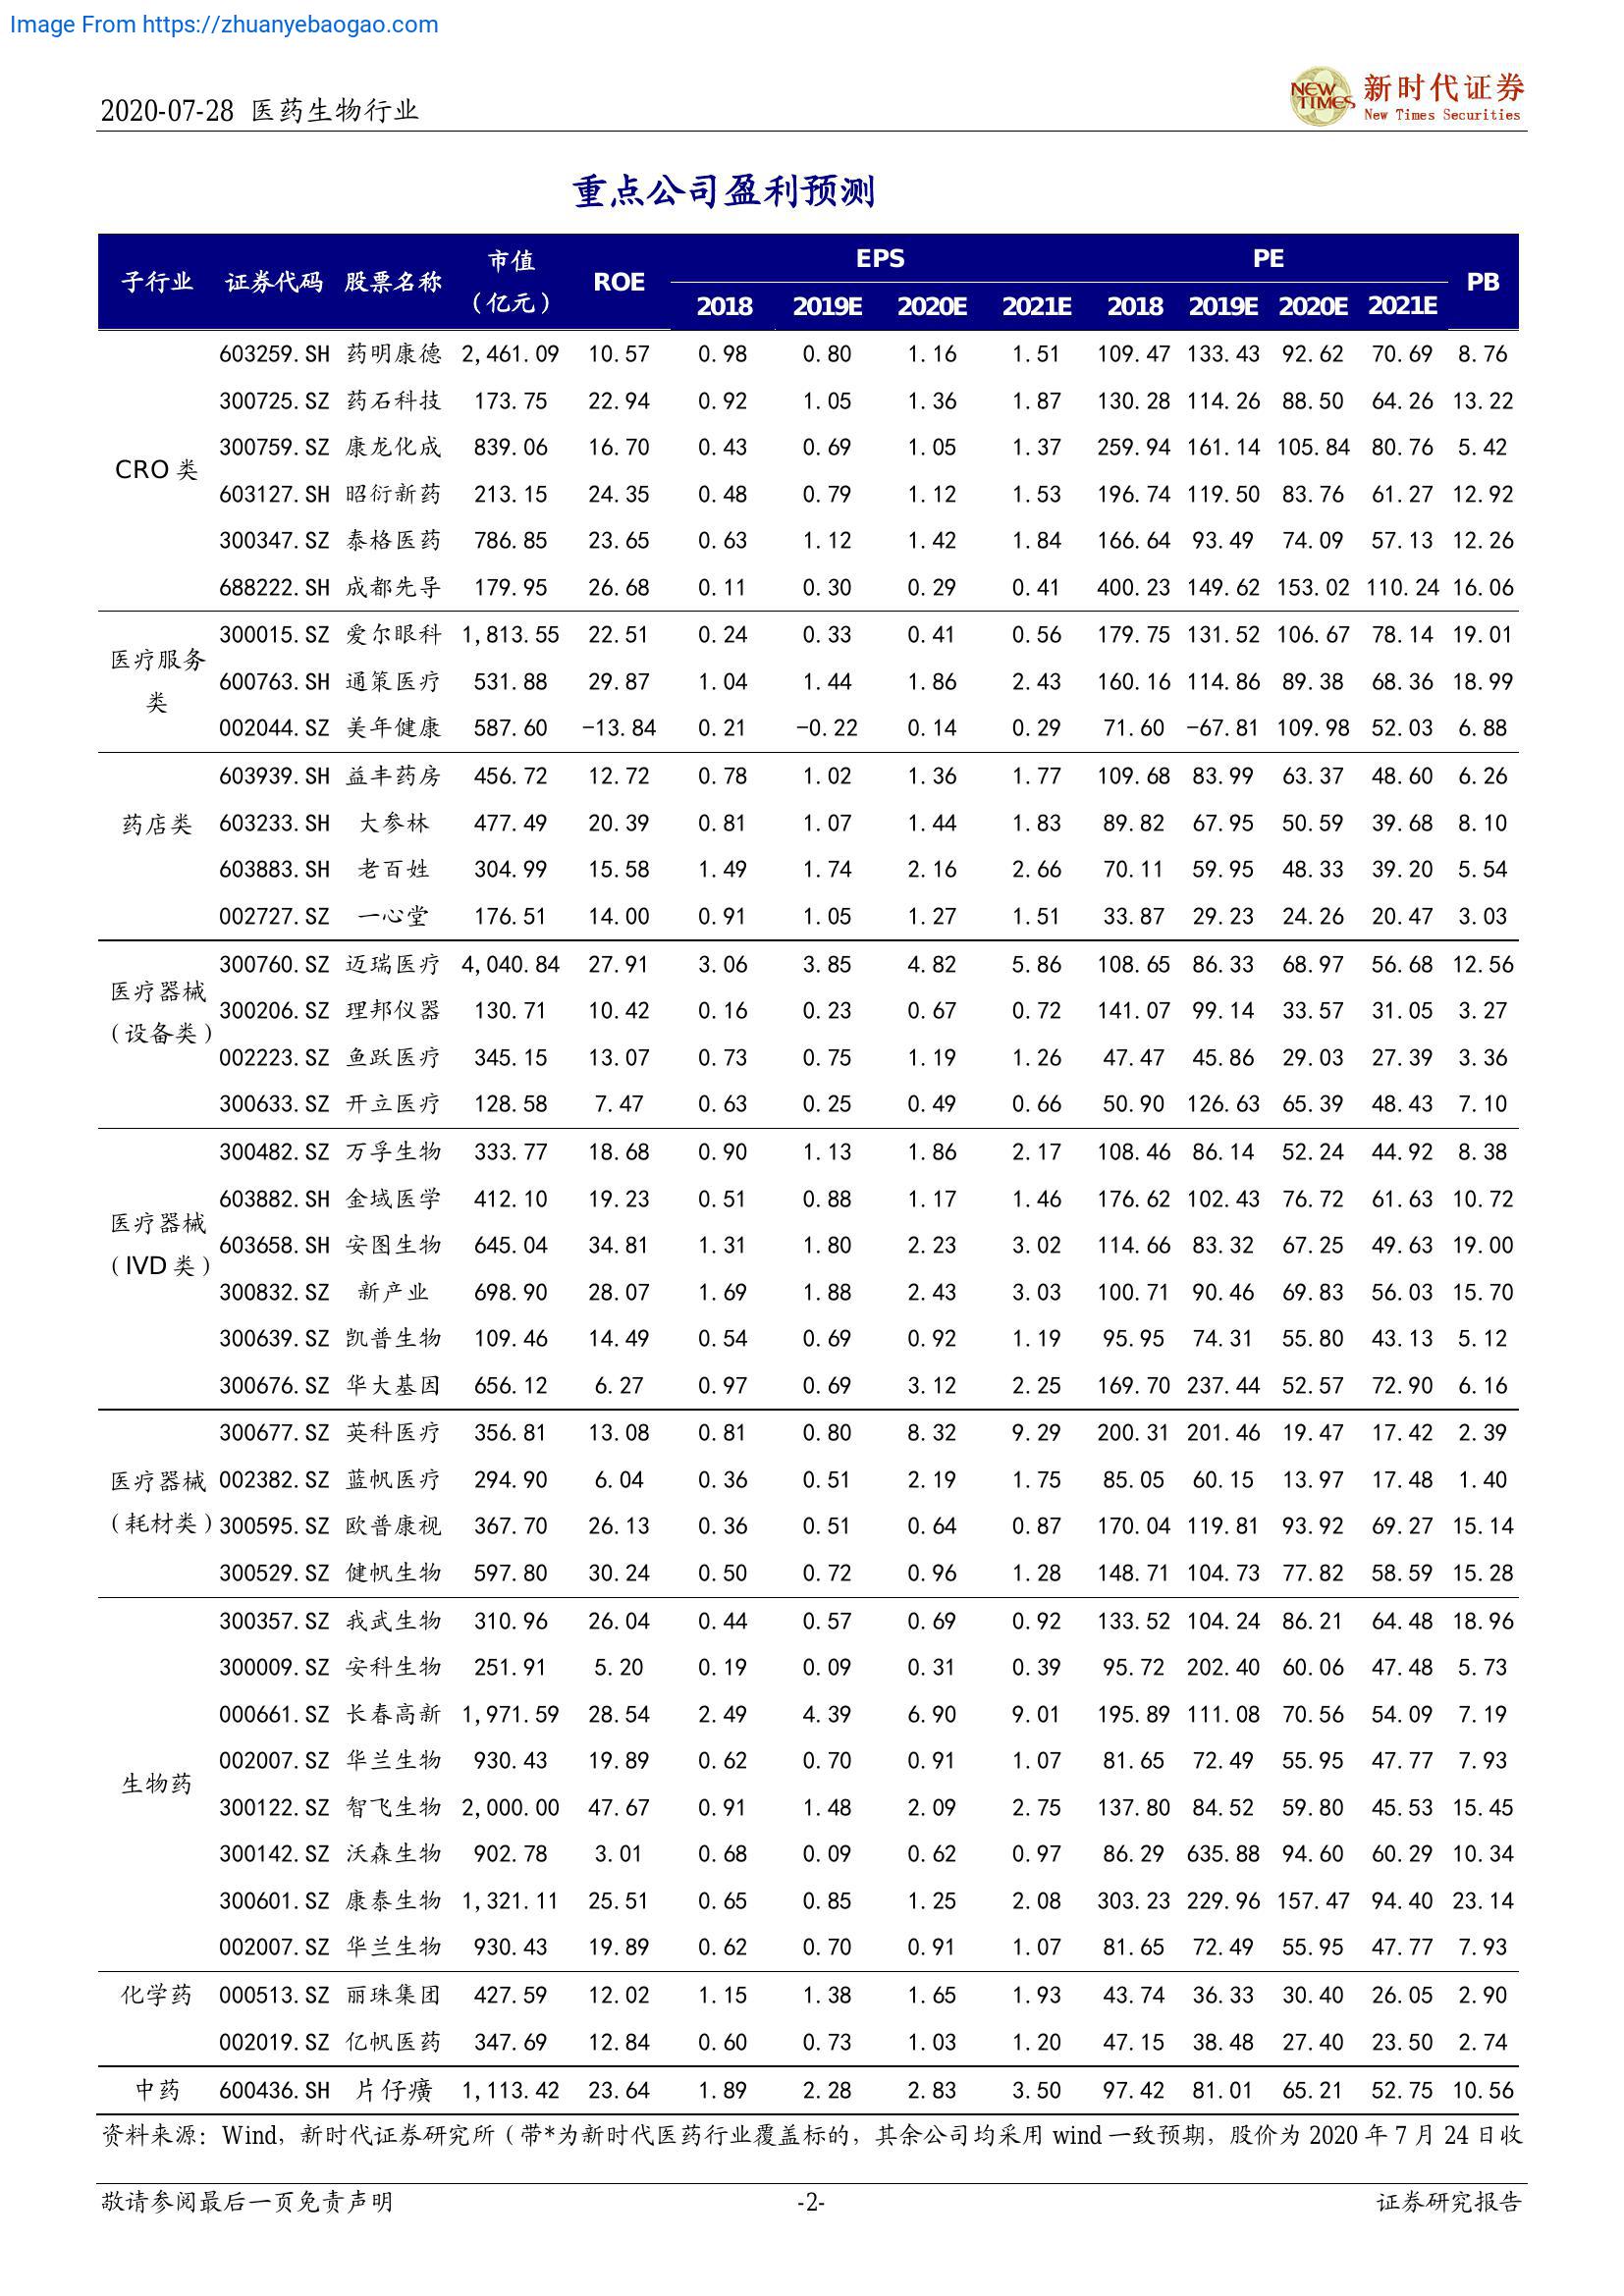 Image From https://zhuanyebaogao.com
2020-07-28 医药生物行业
NEW TIMES 新时代证券
New Times Securities
重点公司盈利预测
子行业 证券代码 股票名称 市值（亿元） ROE EPS PE PB
2018 2019E 2020E 2021E 2018 2019E 2020E 2021E
CRO 类
603259.SH 药明康德 2,461.09 10.57 0.98 0.80 1.16 1.51 109.47 133.43 92.62 70.69 8.76
300725.SZ 药石科技 173.75 22.94 0.92 1.05 1.36 1.87 130.28 114.26 88.50 64.26 13.22
300759.SZ 康龙化成 839.06 16.70 0.43 0.69 1.05 1.37 259.94 161.14 105.84 80.76 5.42
603127.SH 昭衍新药 213.15 24.35 0.48 0.79 1.12 1.53 196.74 119.50 83.76 61.27 12.92
300347.SZ 泰格医药 786.85 23.65 0.63 1.12 1.42 1.84 166.64 93.49 74.09 57.13 12.26
688222.SH 成都先导 179.95 26.68 0.11 0.30 0.29 0.41 400.23 149.62 153.02 110.24 16.06
医疗服务类
300015.SZ 爱尔眼科 1,813.55 22.51 0.24 0.33 0.41 0.56 179.75 131.52 106.67 78.14 19.01
600763.SH 通策医疗 531.88 29.87 1.04 1.44 1.86 2.43 160.16 114.86 89.38 68.36 18.99
002044.SZ 美年健康 587.60 -13.84 0.21 -0.22 0.14 0.29 71.60 -67.81 109.98 52.03 6.88
药店类
603939.SH 益丰药房 456.72 12.72 0.78 1.02 1.36 1.77 109.68 83.99 63.37 48.60 6.26
603233.SH 大参林 477.49 20.39 0.81 1.07 1.44 1.83 89.82 67.95 50.59 39.68 8.10
603883.SH 老百姓 304.99 15.58 1.49 1.74 2.16 2.66 70.11 59.95 48.33 39.20 5.54
002727.SZ 一心堂 176.51 14.00 0.91 1.05 1.27 1.51 33.87 29.23 24.26 20.47 3.03
医疗器械（设备类）
300760.SZ 迈瑞医疗 4,040.84 27.91 3.06 3.85 4.82 5.86 108.65 86.33 68.97 56.68 12.56
300206.SZ 理邦仪器 130.71 10.42 0.16 0.23 0.67 0.72 141.07 99.14 33.57 31.05 3.27
002223.SZ 鱼跃医疗 345.15 13.07 0.73 0.75 1.19 1.26 47.47 45.86 29.03 27.39 3.36
300633.SZ 开立医疗 128.58 7.47 0.63 0.25 0.49 0.66 50.90 126.63 65.39 48.43 7.10
医疗器械（IVD 类）
300482.SZ 万孚生物 333.77 18.68 0.90 1.13 1.86 2.17 108.46 86.14 52.24 44.92 8.38
603882.SH 金域医学 412.10 19.23 0.51 0.88 1.17 1.46 176.62 102.43 76.72 61.63 10.72
603658.SH 安图生物 645.04 34.81 1.31 1.80 2.23 3.02 114.66 83.32 67.25 49.63 19.00
300832.SZ 新产业 698.90 28.07 1.69 1.88 2.43 3.03 100.71 90.46 69.83 56.03 15.70
300639.SZ 凯普生物 109.46 14.49 0.54 0.69 0.92 1.19 95.95 74.31 55.80 43.13 5.12
300676.SZ 华大基因 656.12 6.27 0.97 0.69 3.12 2.25 169.70 237.44 52.57 72.90 6.16
医疗器械（耗材类）
300677.SZ 英科医疗 356.81 13.08 0.81 0.80 8.32 9.29 200.31 201.46 19.47 17.42 2.39
002382.SZ 蓝帆医疗 294.90 6.04 0.36 0.51 2.19 1.75 85.05 60.15 13.97 17.48 1.40
300595.SZ 欧普康视 367.70 26.13 0.36 0.51 0.64 0.87 170.04 119.81 93.92 69.27 15.14
300529.SZ 健帆生物 597.80 30.24 0.50 0.72 0.96 1.28 148.71 104.73 77.82 58.59 15.28
生物药
300357.SZ 我武生物 310.96 26.04 0.44 0.57 0.69 0.92 133.52 104.24 86.21 64.48 18.96
300009.SZ 安科生物 251.91 5.20 0.19 0.09 0.31 0.39 95.72 202.40 60.06 47.48 5.73
000661.SZ 长春高新 1,971.59 28.54 2.49 4.39 6.90 9.01 195.89 111.08 70.56 54.09 7.19
002007.SZ 华兰生物 930.43 19.89 0.62 0.70 0.91 1.07 81.65 72.49 55.95 47.77 7.93
300122.SZ 智飞生物 2,000.00 47.67 0.91 1.48 2.09 2.75 137.80 84.52 59.80 45.53 15.45
300142.SZ 沃森生物 902.78 3.01 0.68 0.09 0.62 0.97 86.29 635.88 94.60 60.29 10.34
300601.SZ 康泰生物 1,321.11 25.51 0.65 0.85 1.25 2.08 303.23 229.96 157.47 94.40 23.14
002007.SZ 华兰生物 930.43 19.89 0.62 0.70 0.91 1.07 81.65 72.49 55.95 47.77 7.93
化学药 000513.SZ 丽珠集团 427.59 12.02 1.15 1.38 1.65 1.93 43.74 36.33 30.40 26.05 2.90
002019.SZ 亿帆医药 347.69 12.84 0.60 0.73 1.03 1.20 47.15 38.48 27.40 23.50 2.74
中药 600436.SH 片仔癀 1,113.42 23.64 1.89 2.28 2.83 3.50 97.42 81.01 65.21 52.75 10.56
资料来源：Wind，新时代证券研究所（带*为新时代医药行业覆盖标的，其余公司均采用 wind 一致预期，股价为 2020 年 7 月 24 日收
敬请参阅最后一页免责声明 -2- 证券研究报告